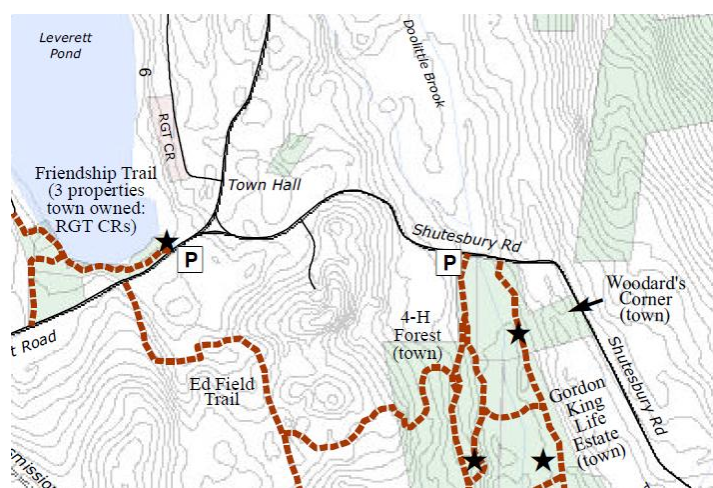 Leverett
Pond
6
RGT CR
Doolittle Brook
Friendship Trail
(3 properties
town owned:
RGT CRs)
Town Hall
P
Shutesbury Rd
P
Woodard's
Corner
(town)
4-H
Forest
(town)
t Road
Shutesbury Rd
Ed Field
Trail
Gordon
King
Life
Estate
(town)
smission